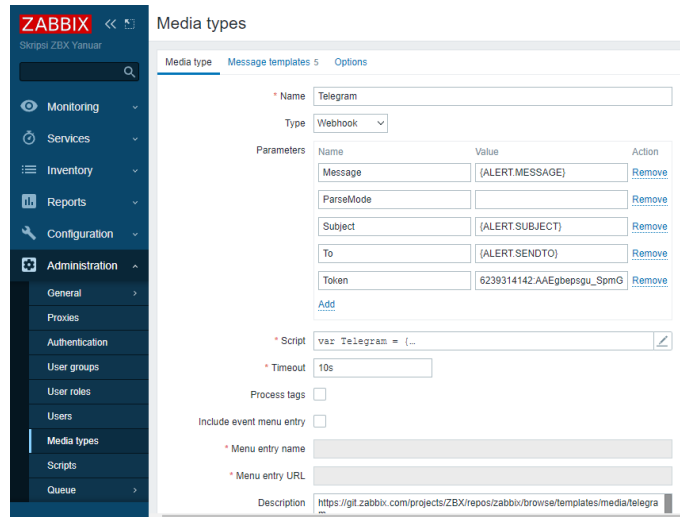 ZABBIX
Skripsi ZBX Yanuar
Monitoring
Services
Inventory
Reports
Configuration
Administration
General
Proxies
Authentication
User groups
User roles
Users
Media types
Scripts
Queue
Media types
Media type Message templates 5 Options
* Name Telegram
Type Webhook
Parameters Name Value Action
Message {ALERT.MESSAGE} Remove
ParseMode Remove
Subject {ALERT.SUBJECT} Remove
To {ALERT.SENDTO} Remove
Token 6239314142:AAEgbepsgu_SpmG Remove
Add
* Script var Telegram = {…
* Timeout 10s
Process tags
Include event menu entry
* Menu entry name
* Menu entry URL
Description https://git.zabbix.com/projects/ZBX/repos/zabbix/browse/templates/media/telegra